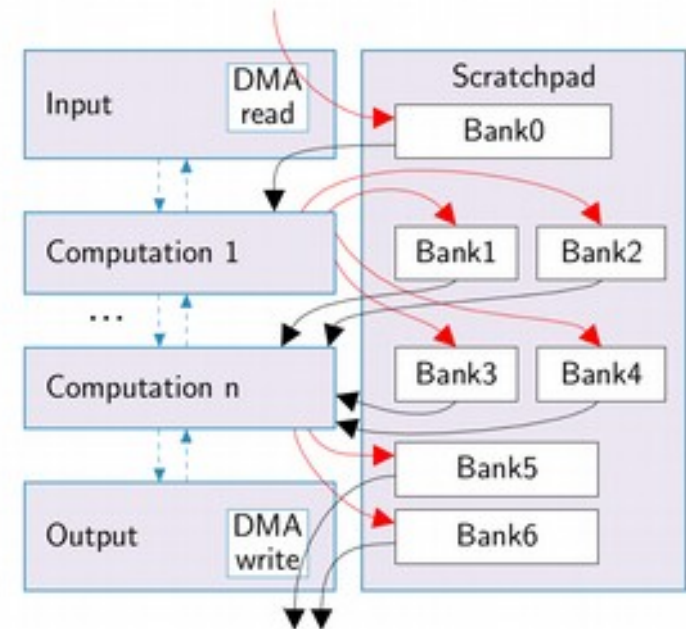 Input
DMA
read
Scratchpad
Bank0
Computation 1
Bank1
Bank2
...
Computation n
Bank3
Bank4
Bank5
Output
DMA
write
Bank6